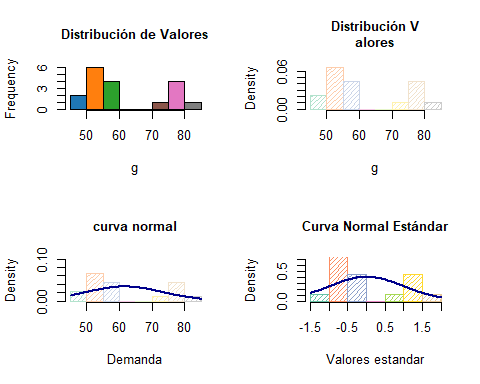 Distribución de Valores
Frequency
0 3 6
50 60 70 80
g
Distribución V
alores
Density
0.00 0.06
50 60 70 80
g
curva normal
Density
0.00 0.10
50 60 70 80
Demanda
Curva Normal Estándar
Density
0.0 0.5
-1.5 -0.5 0.5 1.5
Valores estandar